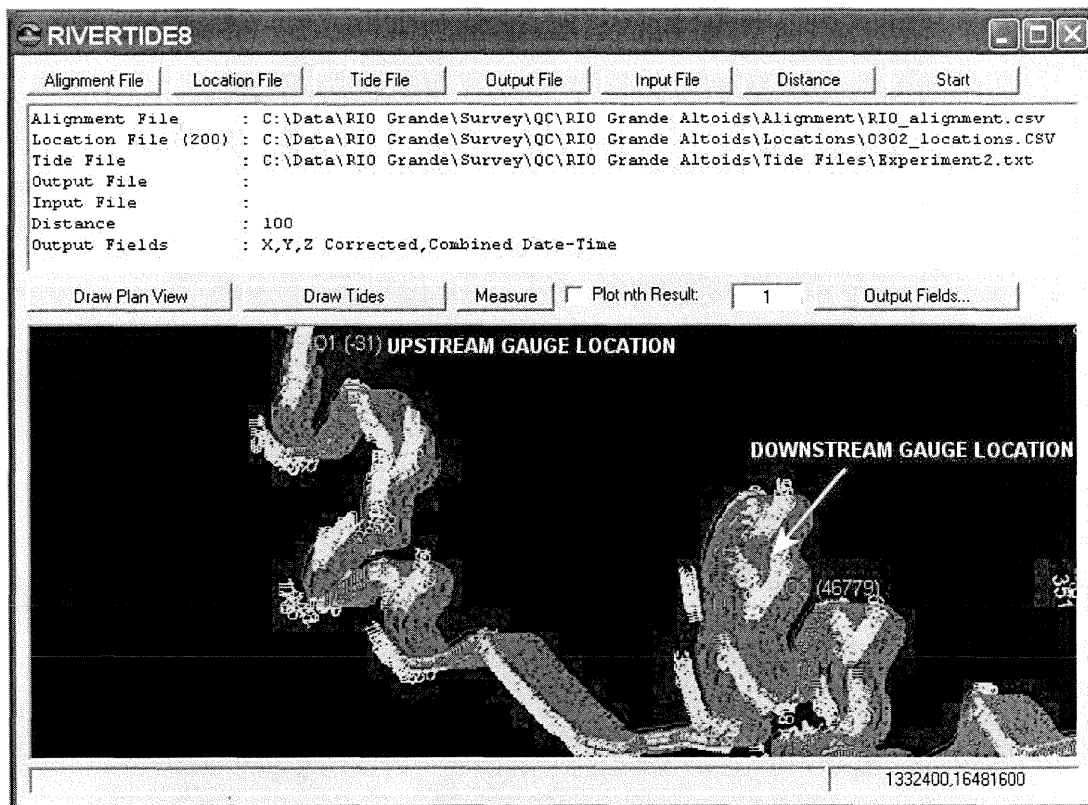 RIVERTIDE8
Alignment File Location File Tide File Output File Input File Distance Start
Alignment File : C:\Data\RIO Grande\Survey\QC\RIO Grande Altoids\Alignment\RIO_alignment.csv
Location File (200) : C:\Data\RIO Grande\Survey\QC\RIO Grande Altoids\Locations\0302_locations.CSV
Tide File : C:\Data\RIO Grande\Survey\QC\RIO Grande Altoids\Tide Files\Experiment2.txt
Output File :
Input File :
Distance : 100
Output Fields : X,Y,Z Corrected,Combined Date-Time
Draw Plan View Draw Tides Measure Plot nth Result: 1 Output Fields...
01 (-31) UPSTREAM GAUGE LOCATION
DOWNSTREAM GAUGE LOCATION
(46779)
1332400,16481600